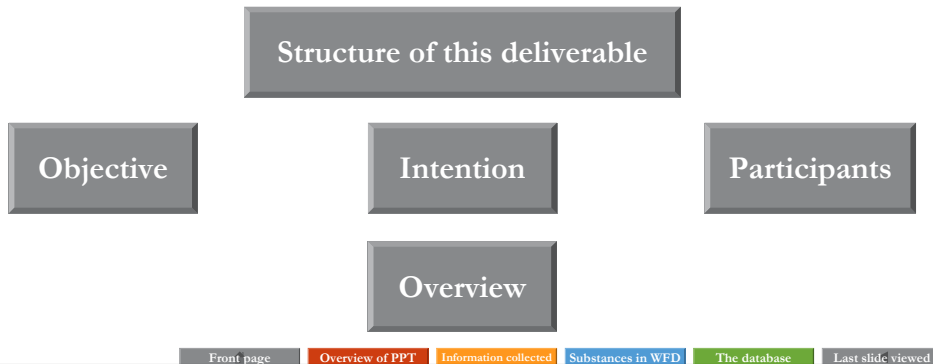 Structure of this deliverable
Objective
Intention
Participants
Overview
Front page
Overview of PPT
Information collected
Substances in WFD
The database
Last slide viewed